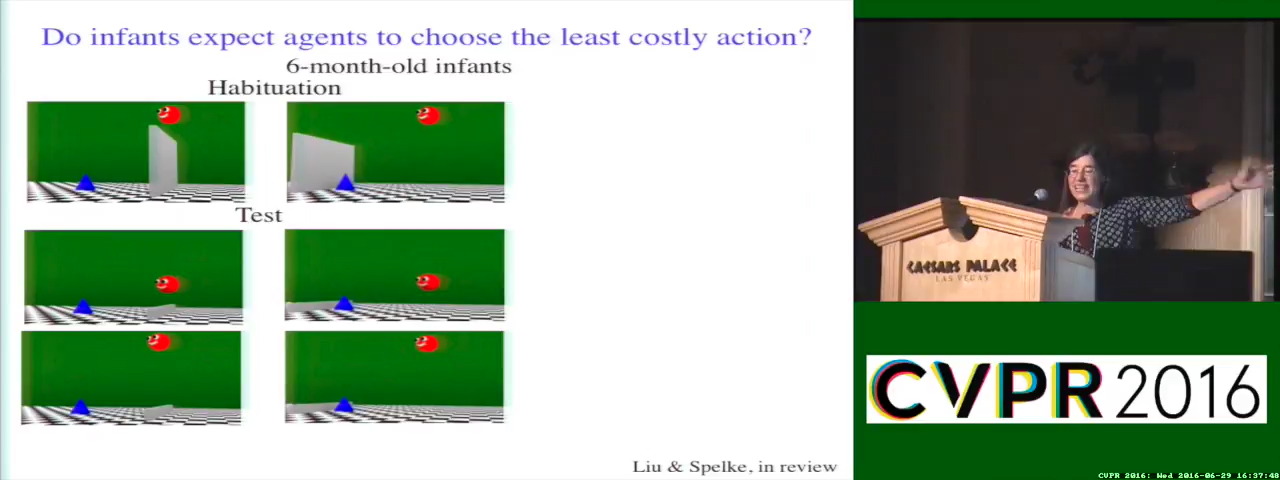 Do infants expect agents to choose the least costly action?
6-month-old infants
Habituation
Test
Liu & Spelke, in review
CAESARS PALACE
LAS VEGAS
CVPR 2016
CVPR 2016: Wed 2016-06-29 16:37:48